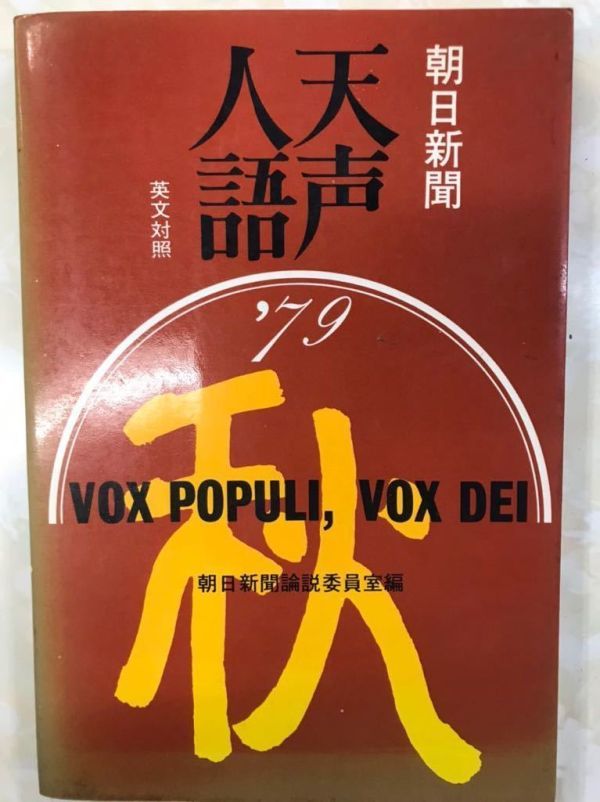 朝日新聞
天声
人語
英文対照
'79
秋
VOX POPULI, VOX DEI
朝日新聞論説委員室編